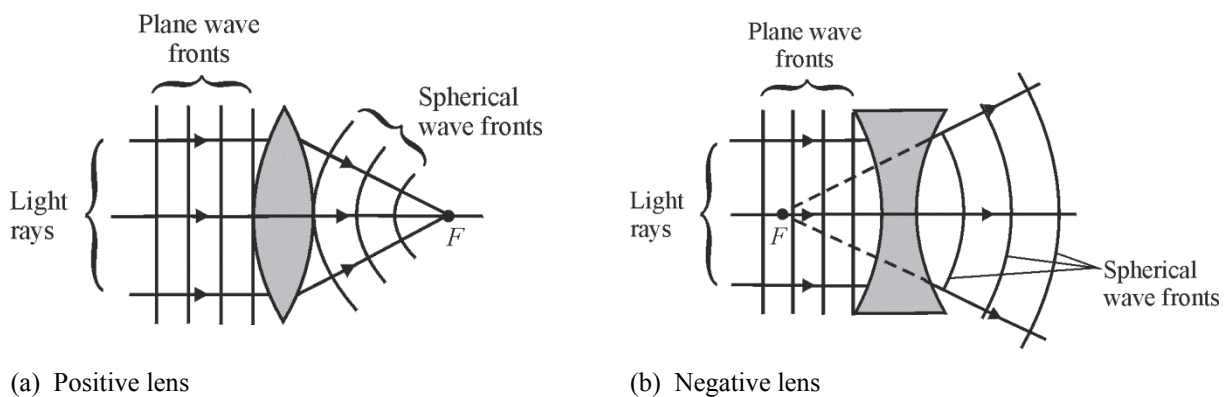 Plane wave
fronts
Spherical
wave fronts
Light
rays
F
(a) Positive lens
Plane wave
fronts
Light
rays
F
Spherical
wave fronts
(b) Negative lens